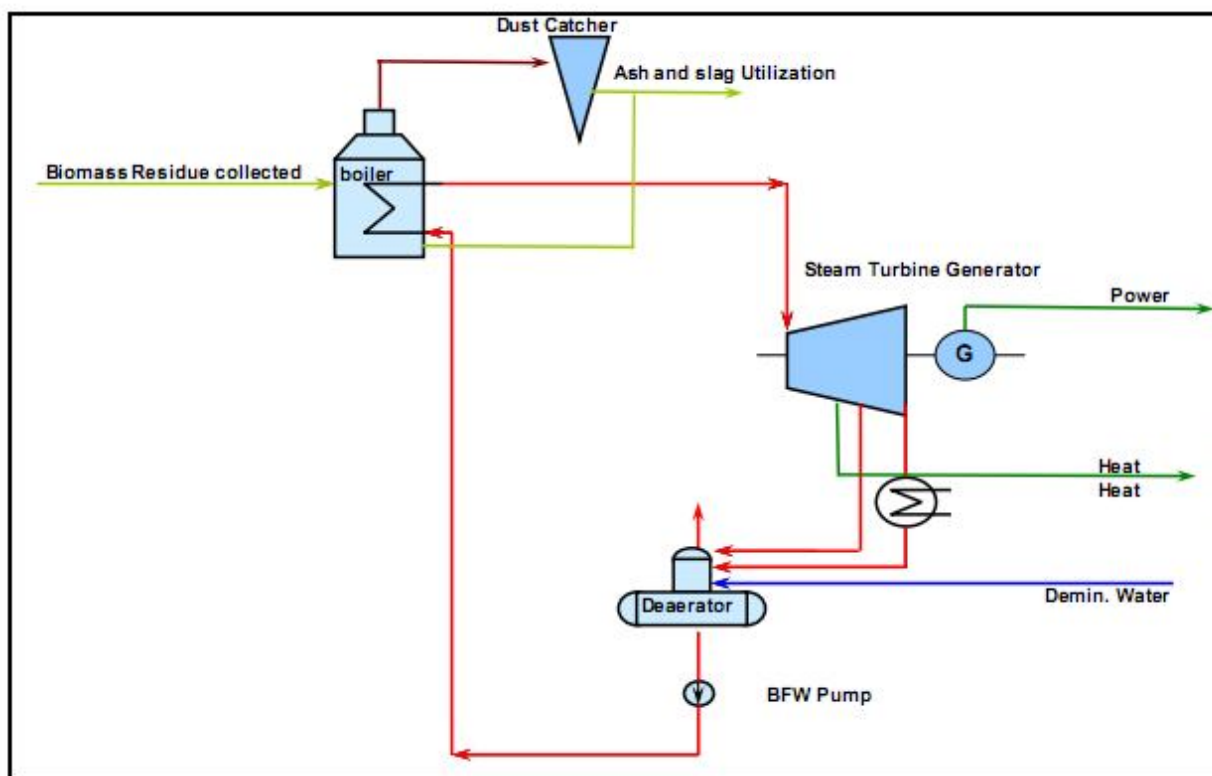 Dust Catcher
Ash and slag Utilization
Biomass Residue collected
boiler
Steam Turbine Generator
Power
G
Heat
Heat
Deaerator
Demin. Water
BFW Pump